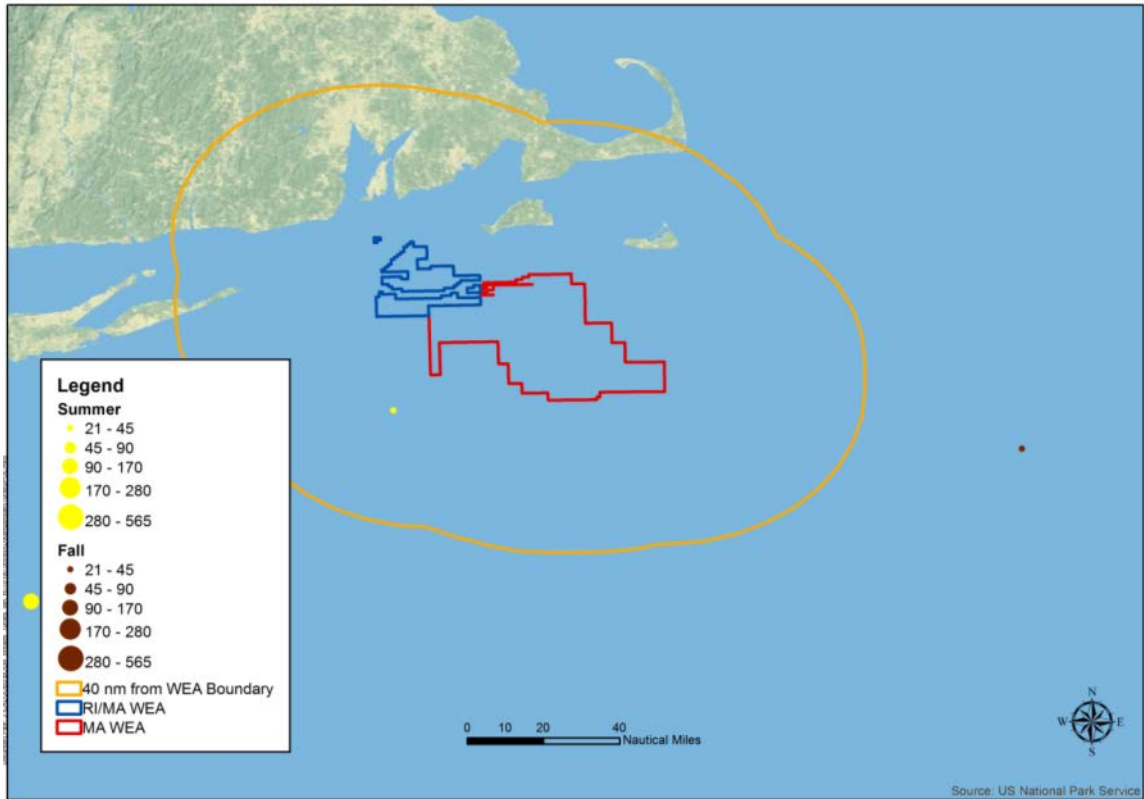 Legend
Summer
21 - 45
45 - 90
90 - 170
170 - 280
280 - 565
Fall
21 - 45
45 - 90
90 - 170
170 - 280
280 - 565
40 nm from WEA Boundary
RI/MA WEA
MA WEA
0 10 20 40
Nautical Miles
N
W E
S
Source: US National Park Service